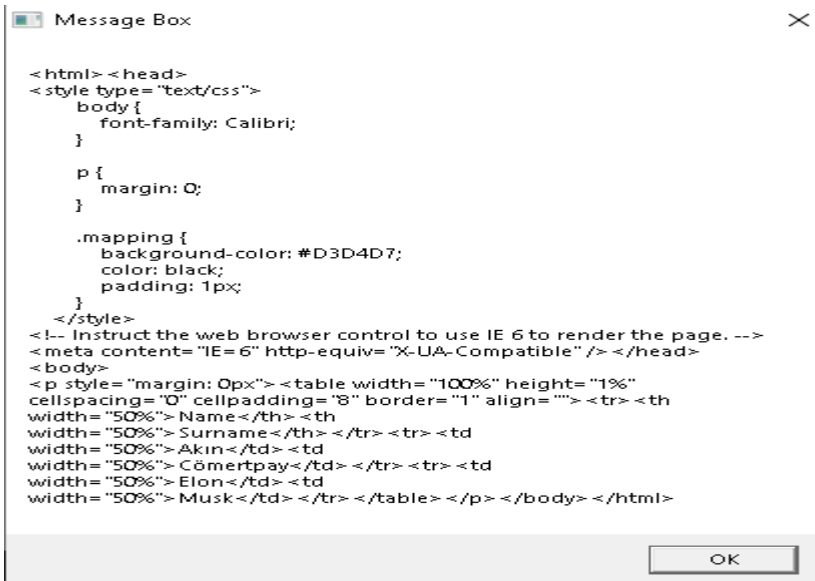 Message Box
<html><head>
<style type="text/css">
body {
font-family: Calibri;
}
p {
margin: 0;
}
.mapping {
background-color: #D3D4D7;
color: black;
padding: 1px;
}
</style>
<!-- Instruct the web browser control to use IE 6 to render the page. -->
<meta content="IE=6" http-equiv="X-UA-Compatible" /></head>
<body>
<p style="margin: 0px"><table width="100%" height="1%"
cellspacing="0" cellpadding="8" border="1" align=""><tr><th
width="50%">Name</th><th
width="50%">Surname</th></tr><tr><td
width="50%">Akın</td><td
width="50%">Cömertpay</td></tr><tr><td
width="50%">Elon</td><td
width="50%">Musk</td></tr></table></p></body></html>
OK